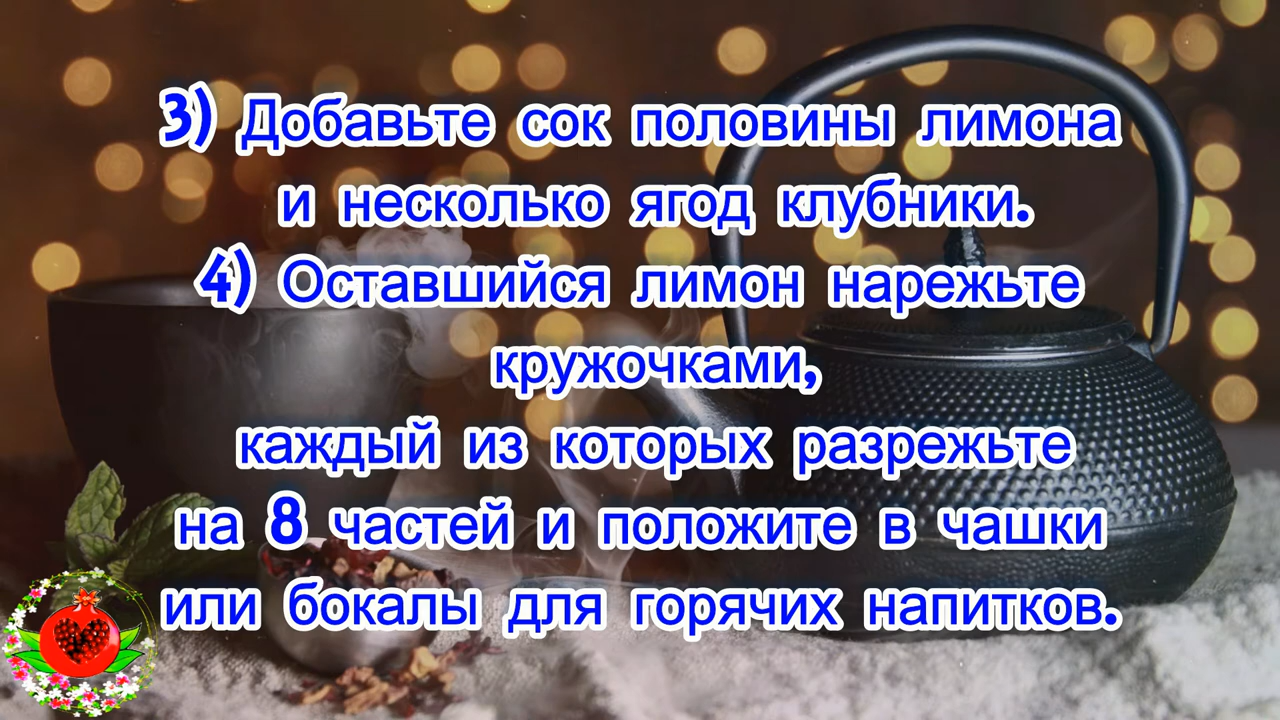 3) Добавьте сок половины лимона
и несколько ягод клубники.
4) Оставшийся лимон нарежьте
кружочками,
каждый из которых разрежьте
на 8 частей и положите в чашки
или бокалы для горячих напитков.